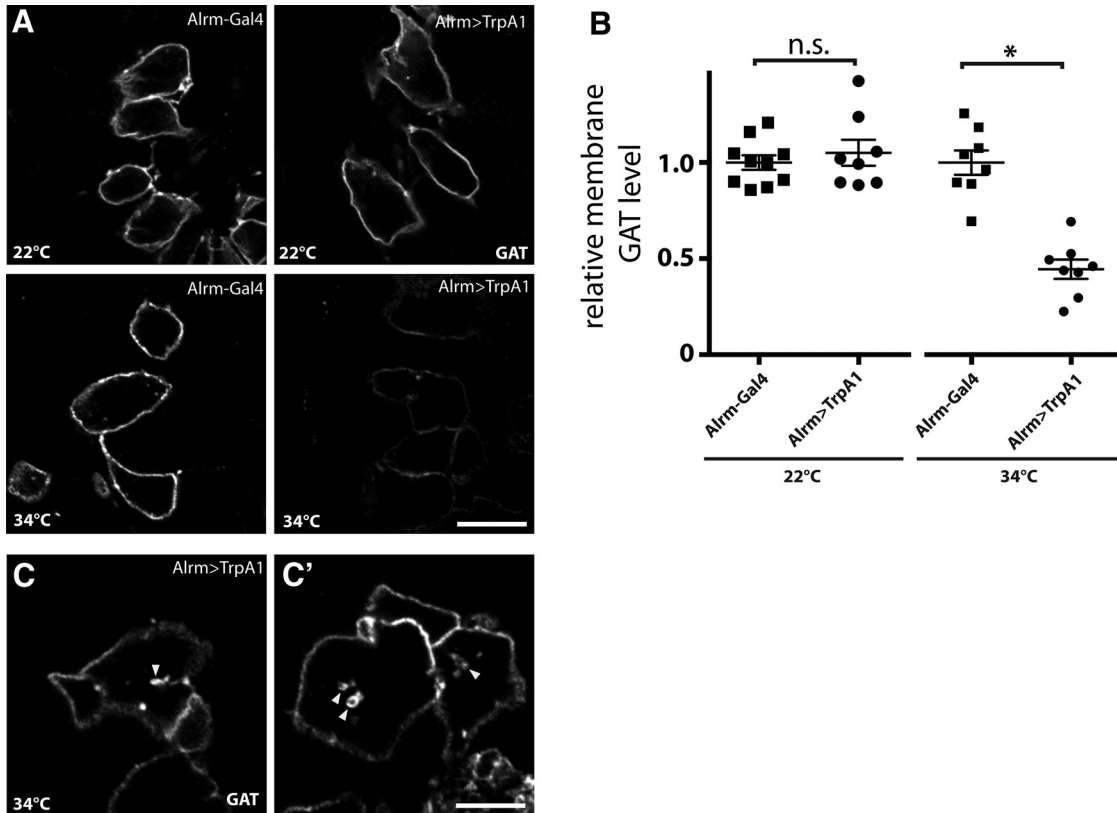 A
Alrm-Gal4
22°C
Alrm>TrpA1
22°C
GAT
Alrm-Gal4
34°C
Alrm>TrpA1
34°C
B
n.s.
*
relative membrane
GAT level
1.0
0.5
0
Alrm-Gal4
Alrm>TrpA1
Alrm-Gal4
Alrm>TrpA1
22°C
34°C
C
Alrm>TrpA1
34°C
GAT
C'